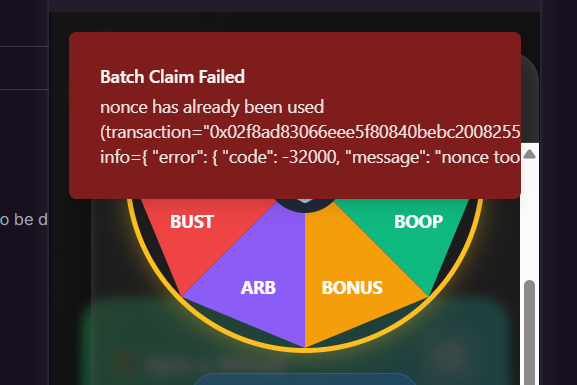 Batch Claim Failed
nonce has already been used
(transaction="0x02f8ad83066eee5f80840bebc2008255
info={ "error": { "code": -32000, "message": "nonce too
o be d
BUST
BOOP
ARB
BONUS